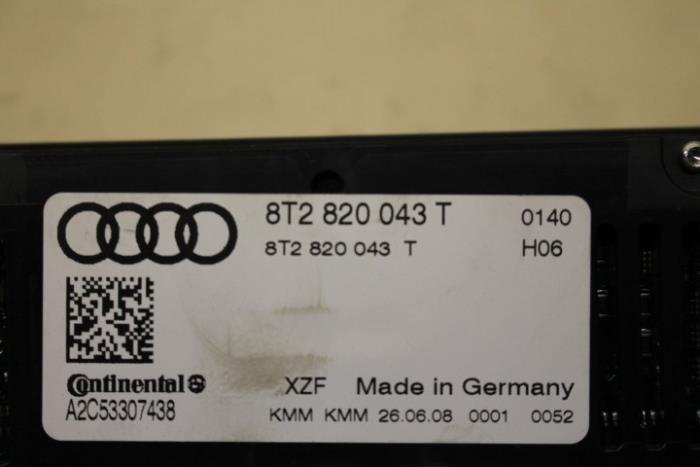 8T2 820 043 T 0140
8T2 820 043 T H06
Continental
A2C53307438
XZF Made in Germany
KMM KMM 26.06.08 0001 0052